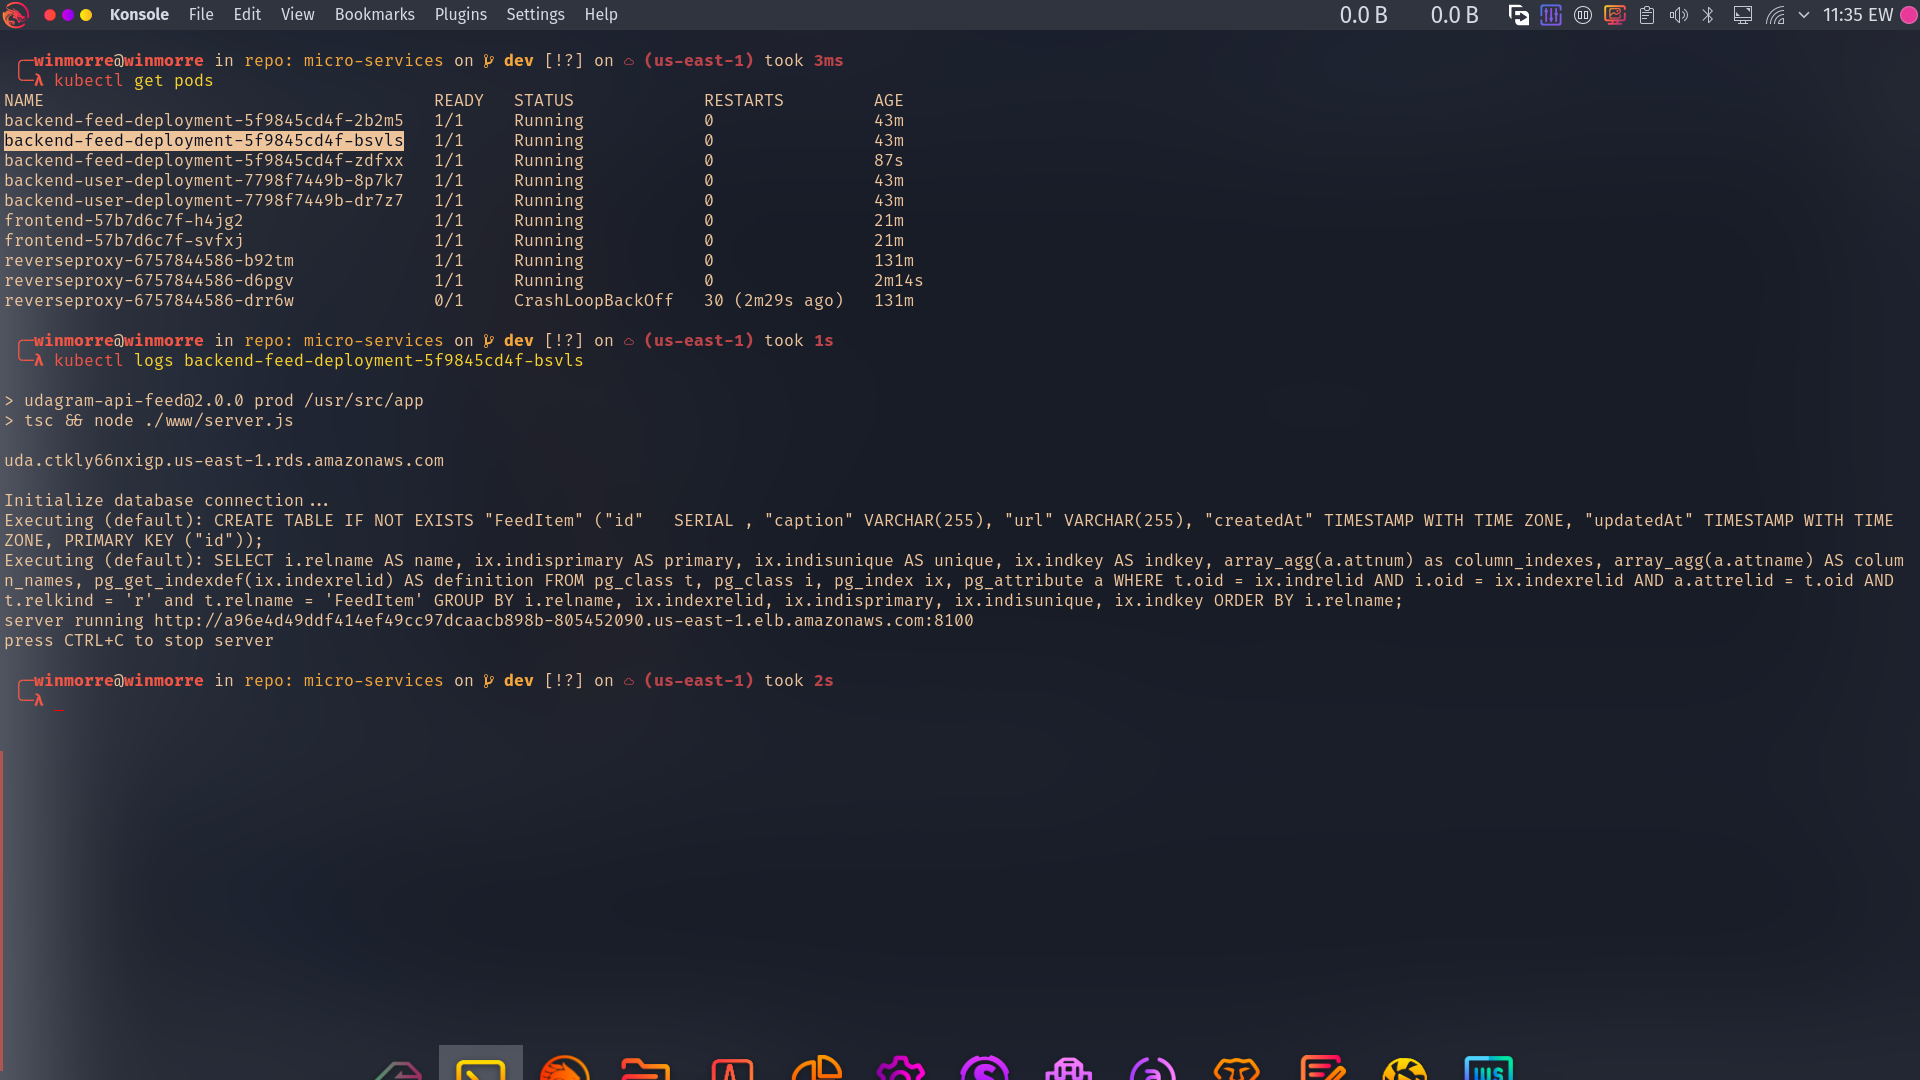 Konsole File Edit View Bookmarks Plugins Settings Help 0.0 B 0.0 B 11:35 EW
winmorre@winmorre in repo: micro-services on dev [!?] on (us-east-1) took 3ms
λ kubectl get pods
NAME READY STATUS RESTARTS AGE
backend-feed-deployment-5f9845cd4f-2b2m5 1/1 Running 0 43m
backend-feed-deployment-5f9845cd4f-bsvls 1/1 Running 0 43m
backend-feed-deployment-5f9845cd4f-zdfxx 1/1 Running 0 87s
backend-user-deployment-7798f7449b-8p7k7 1/1 Running 0 43m
backend-user-deployment-7798f7449b-dr7z7 1/1 Running 0 43m
frontend-57b7d6c7f-h4jg2 1/1 Running 0 21m
frontend-57b7d6c7f-svfxj 1/1 Running 0 21m
reverseproxy-6757844586-b92tm 1/1 Running 0 131m
reverseproxy-6757844586-d6pgv 1/1 Running 0 2m14s
reverseproxy-6757844586-drr6w 0/1 CrashLoopBackOff 30 (2m29s ago) 131m
winmorre@winmorre in repo: micro-services on dev [!?] on (us-east-1) took 1s
λ kubectl logs backend-feed-deployment-5f9845cd4f-bsvls
> udagram-api-feed@2.0.0 prod /usr/src/app
> tsc && node ./www/server.js
uda.ctkly66nxigp.us-east-1.rds.amazonaws.com
Initialize database connection...
Executing (default): CREATE TABLE IF NOT EXISTS "FeedItem" ("id"   SERIAL , "caption" VARCHAR(255), "url" VARCHAR(255), "createdAt" TIMESTAMP WITH TIME ZONE, "updatedAt" TIMESTAMP WITH TIME
ZONE, PRIMARY KEY ("id"));
Executing (default): SELECT i.relname AS name, ix.indisprimary AS primary, ix.indisunique AS unique, ix.indkey AS indkey, array_agg(a.attnum) as column_indexes, array_agg(a.attname) AS colum
n_names, pg_get_indexdef(ix.indexrelid) AS definition FROM pg_class t, pg_class i, pg_index ix, pg_attribute a WHERE t.oid = ix.indrelid AND i.oid = ix.indexrelid AND a.attrelid = t.oid AND
t.relkind = 'r' and t.relname = 'FeedItem' GROUP BY i.relname, ix.indexrelid, ix.indisprimary, ix.indisunique, ix.indkey ORDER BY i.relname;
server running http://a96e4d49ddf414ef49cc97dcaacb898b-805452090.us-east-1.elb.amazonaws.com:8100
press CTRL+C to stop server
winmorre@winmorre in repo: micro-services on dev [!?] on (us-east-1) took 2s
λ _